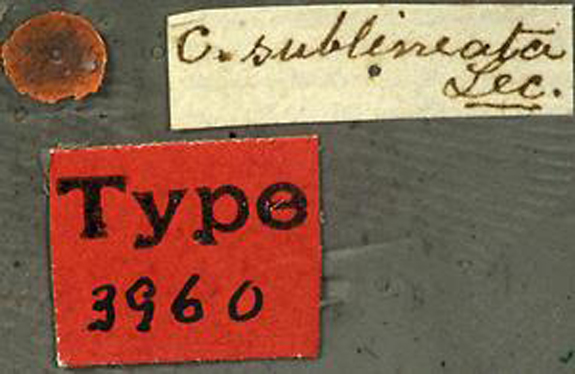 C. sublineata
Lec.
Type
3960